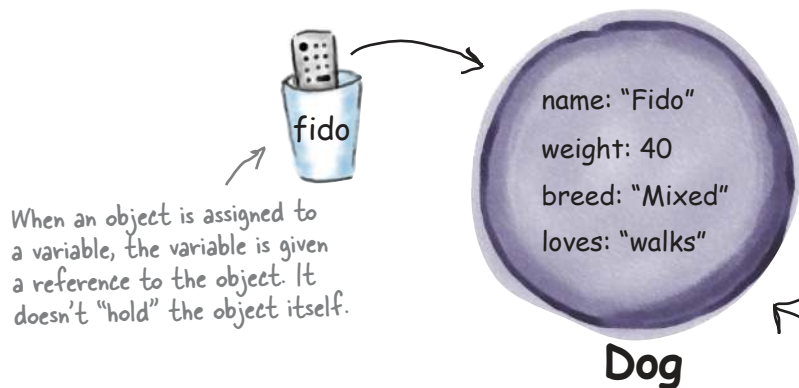 fido
name: “Fido”
weight: 40
breed: “Mixed”
loves: “walks”
When an object is assigned to
a variable, the variable is given
a reference to the object. It
doesn’t “hold” the object itself.
Dog